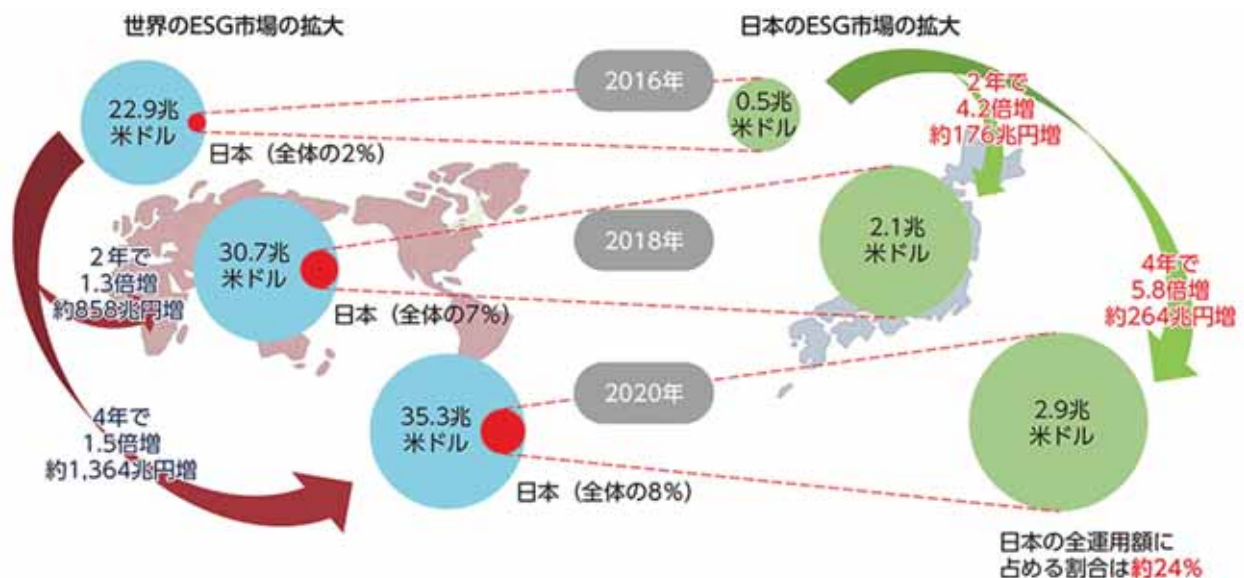 世界のESG市場の拡大
22.9兆
米ドル
日本（全体の2%）
30.7兆
米ドル
日本（全体の7%）
35.3兆
米ドル
日本（全体の8%）
2年で
1.3倍増
約858兆円増
4年で
1.5倍増
約1,364兆円増
2016年
2018年
2020年
日本のESG市場の拡大
0.5兆
米ドル
2.1兆
米ドル
2.9兆
米ドル
2年で
4.2倍増
約176兆円増
4年で
5.8倍増
約264兆円増
日本の全運用額に
占める割合は約24%